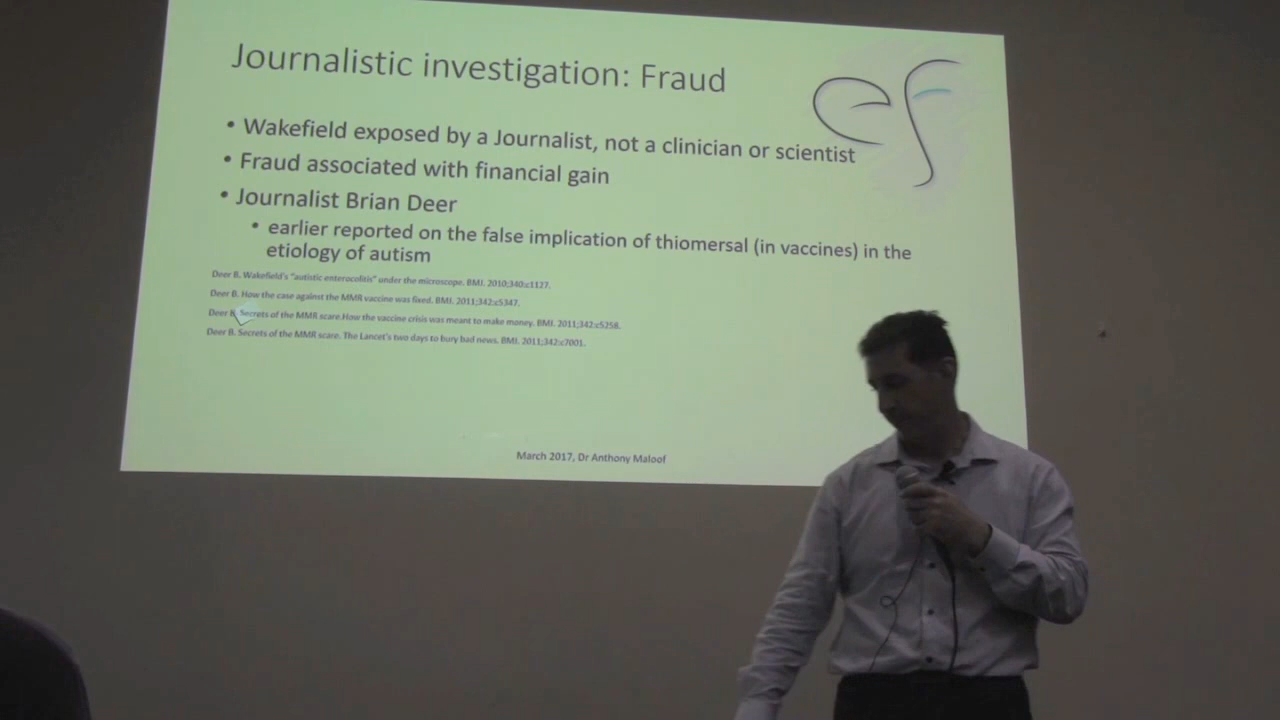 Journalistic investigation: Fraud
ef
• Wakefield exposed by a Journalist, not a clinician or scientist
• Fraud associated with financial gain
• Journalist Brian Deer
• earlier reported on the false implication of thiomersal (in vaccines) in the
etiology of autism
Deer B. Wakefield's "autistic enterocolitis" under the microscope. BMJ. 2010;340:c1127.
Deer B. How the case against the MMR vaccine was fixed. BMJ. 2011;342:c5347.
Deer B. Secrets of the MMR scare.How the vaccine crisis was meant to make money. BMJ. 2011;342:c5258.
Deer B. Secrets of the MMR scare. The Lancet's two days to bury bad news. BMJ. 2011;342:c7001.
March 2017, Dr Anthony Maloof